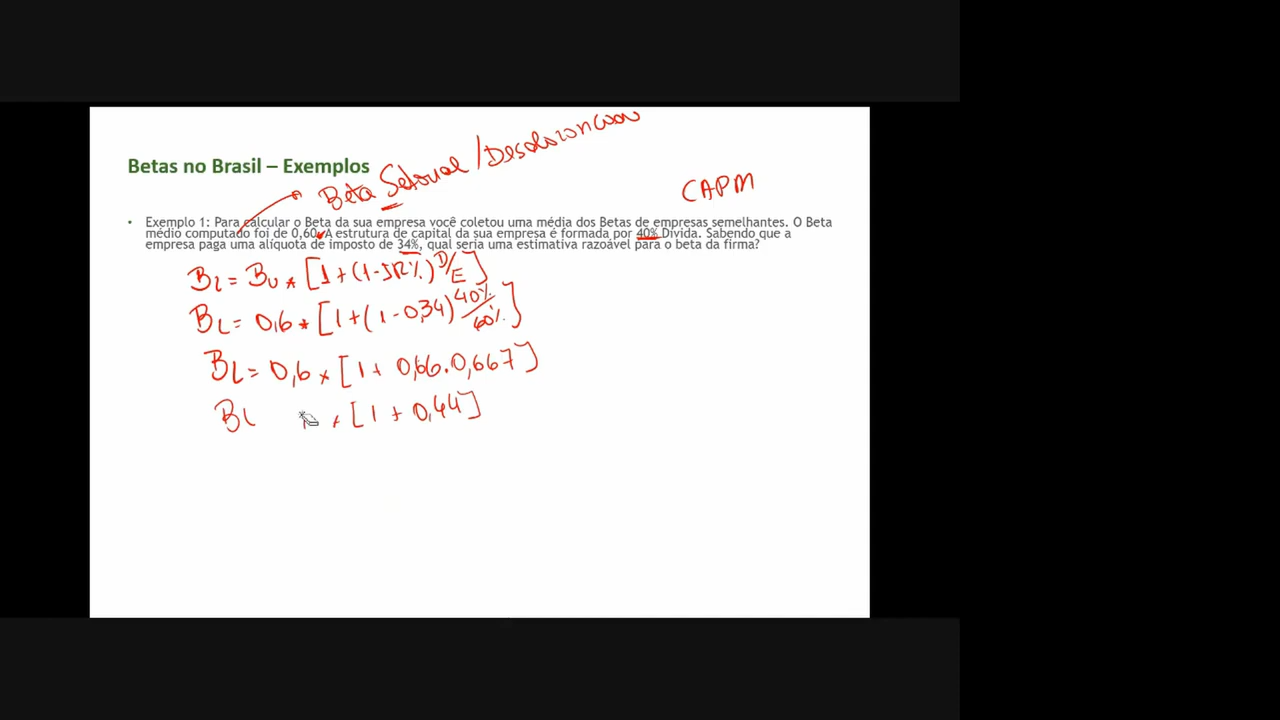 Betas no Brasil – Exemplos
Beta Setorial / Desalavancado
CAPM
• Exemplo 1: Para calcular o Beta da sua empresa você coletou uma média dos Betas de empresas semelhantes. O Beta
médio computado foi de 0,60. A estrutura de capital da sua empresa é formada por 40% Dívida. Sabendo que a
empresa paga uma alíquota de imposto de 34%, qual seria uma estimativa razoável para o beta da firma?
BL = BU * [1 + (1 - IR%) D/E]
BL = 0,6 * [1 + (1 - 0,34) 40%/60%]
BL = 0,6 x [1 + 0,66 . 0,667]
BL x [1 + 0,44]